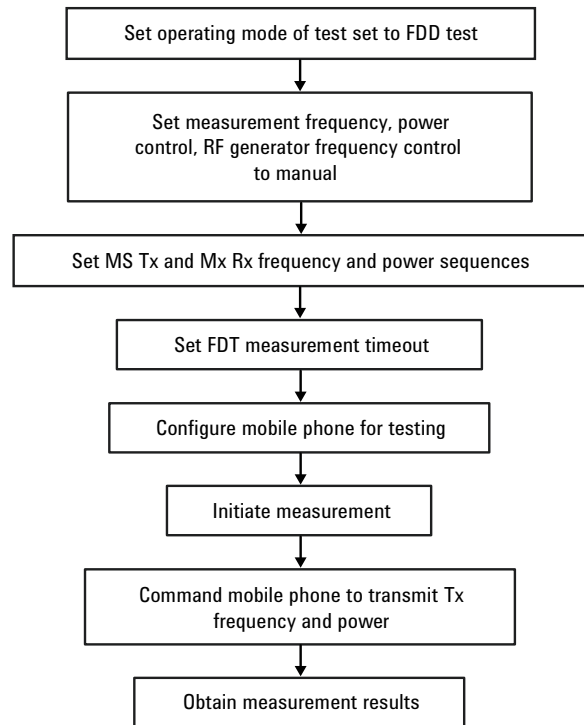 Set operating mode of test set to FDD test
Set measurement frequency, power
control, RF generator frequency control
to manual
Set MS Tx and Mx Rx frequency and power sequences
Set FDT measurement timeout
Configure mobile phone for testing
Initiate measurement
Command mobile phone to transmit Tx
frequency and power
Obtain measurement results